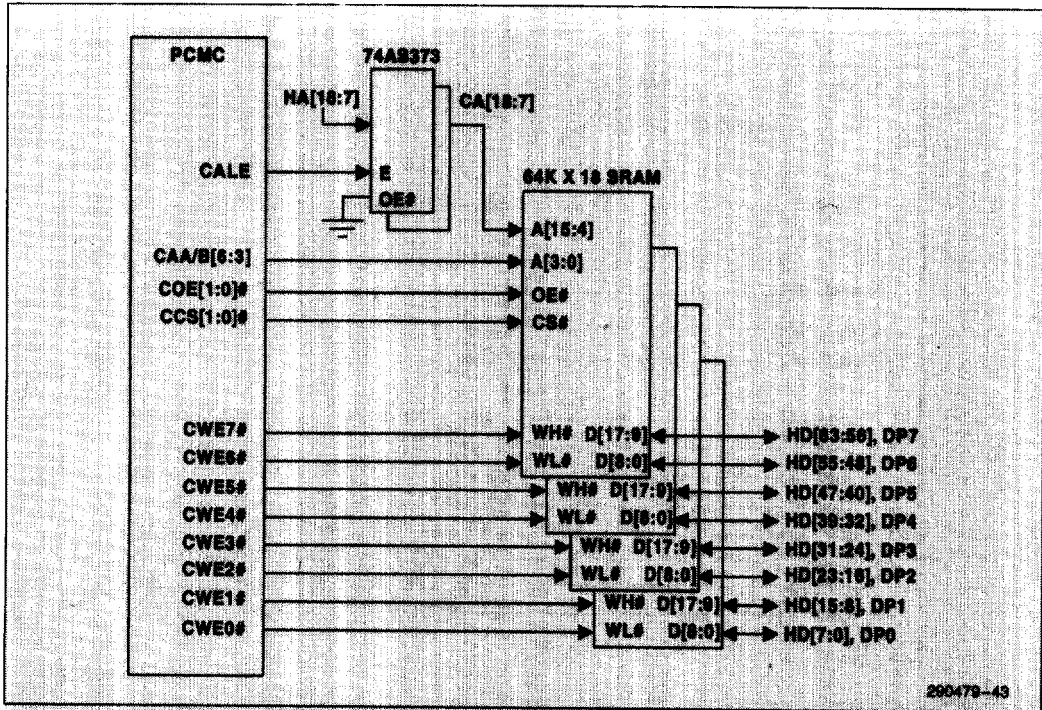 PCMC
74AS373
HA[18:7]
CA[18:7]
CALE
E
OE#
64K X 18 SRAM
A[15:4]
CAA/B[6:3]
A[3:0]
COE[1:0]#
OE#
CCS[1:0]#
CS#
CWE7#
WH# D[17:9]
HD[63:56], DP7
CWE6#
WL# D[8:0]
HD[55:48], DP6
CWE5#
WH# D[17:9]
HD[47:40], DP5
CWE4#
WL# D[8:0]
HD[39:32], DP4
CWE3#
WH# D[17:9]
HD[31:24], DP3
CWE2#
WL# D[8:0]
HD[23:16], DP2
CWE1#
WH# D[17:9]
HD[15:8], DP1
CWE0#
WL# D[8:0]
HD[7:0], DP0
290479-43